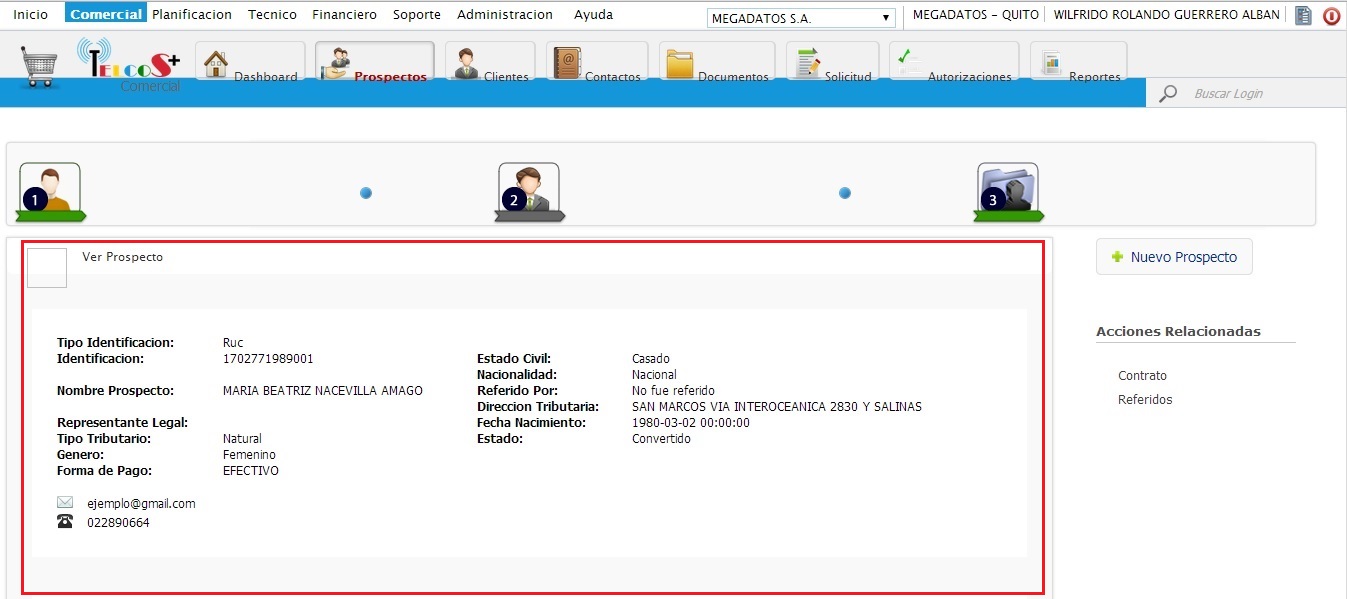 Inicio Comercial Planificacion Tecnico Financiero Soporte Administracion Ayuda MEGADATOS S.A. MEGADATOS - QUITO WILFRIDO ROLANDO GUERRERO ALBAN
TELCOS+ Comercial
Dashboard Prospectos Clientes Contactos Documentos Solicitud Autorizaciones Reportes
Buscar Login
1 2 3
Ver Prospecto
Nuevo Prospecto
Acciones Relacionadas
Contrato
Referidos
Tipo Identificacion: Ruc
Identificacion: 1702771989001 Estado Civil: Casado
Nacionalidad: Nacional
Nombre Prospecto: MARIA BEATRIZ NACEVILLA AMAGO Referido Por: No fue referido
Direccion Tributaria: SAN MARCOS VIA INTEROCEANICA 2830 Y SALINAS
Representante Legal: Fecha Nacimiento: 1980-03-02 00:00:00
Tipo Tributario: Natural Estado: Convertido
Genero: Femenino
Forma de Pago: EFECTIVO
ejemplo@gmail.com
022890664